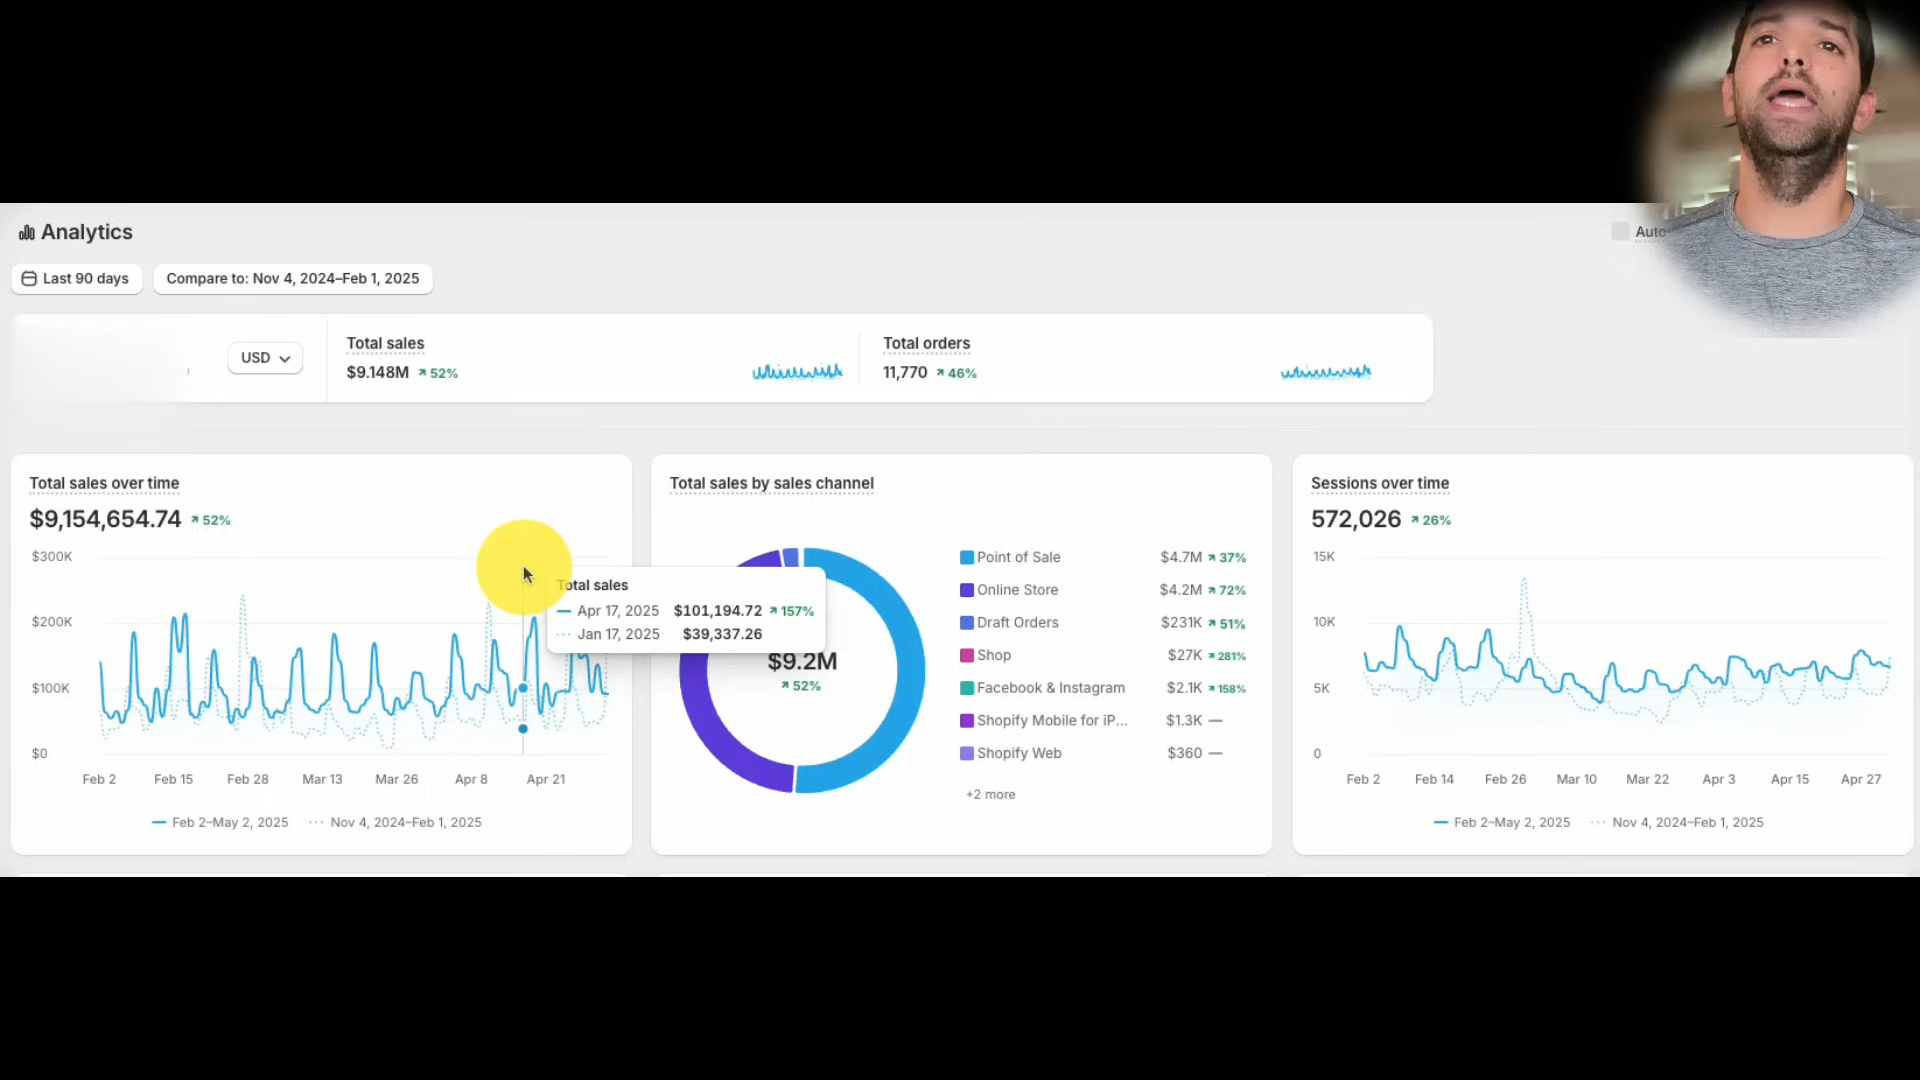 Analytics
Auto
Last 90 days
Compare to: Nov 4, 2024–Feb 1, 2025
USD
Total sales
$9.148M 52%
Total orders
11,770 46%
Total sales over time
$9,154,654.74 52%
$300K
$200K
$100K
$0
Feb 2 Feb 15 Feb 28 Mar 13 Mar 26 Apr 8 Apr 21
Feb 2–May 2, 2025 Nov 4, 2024–Feb 1, 2025
Total sales
Apr 17, 2025 $101,194.72 157%
Jan 17, 2025 $39,337.26
Total sales by sales channel
$9.2M
52%
Point of Sale $4.7M 37%
Online Store $4.2M 72%
Draft Orders $231K 51%
Shop $27K 281%
Facebook & Instagram $2.1K 158%
Shopify Mobile for iP... $1.3K —
Shopify Web $360 —
+2 more
Sessions over time
572,026 26%
15K
10K
5K
0
Feb 2 Feb 14 Feb 26 Mar 10 Mar 22 Apr 3 Apr 15 Apr 27
Feb 2–May 2, 2025 Nov 4, 2024–Feb 1, 2025